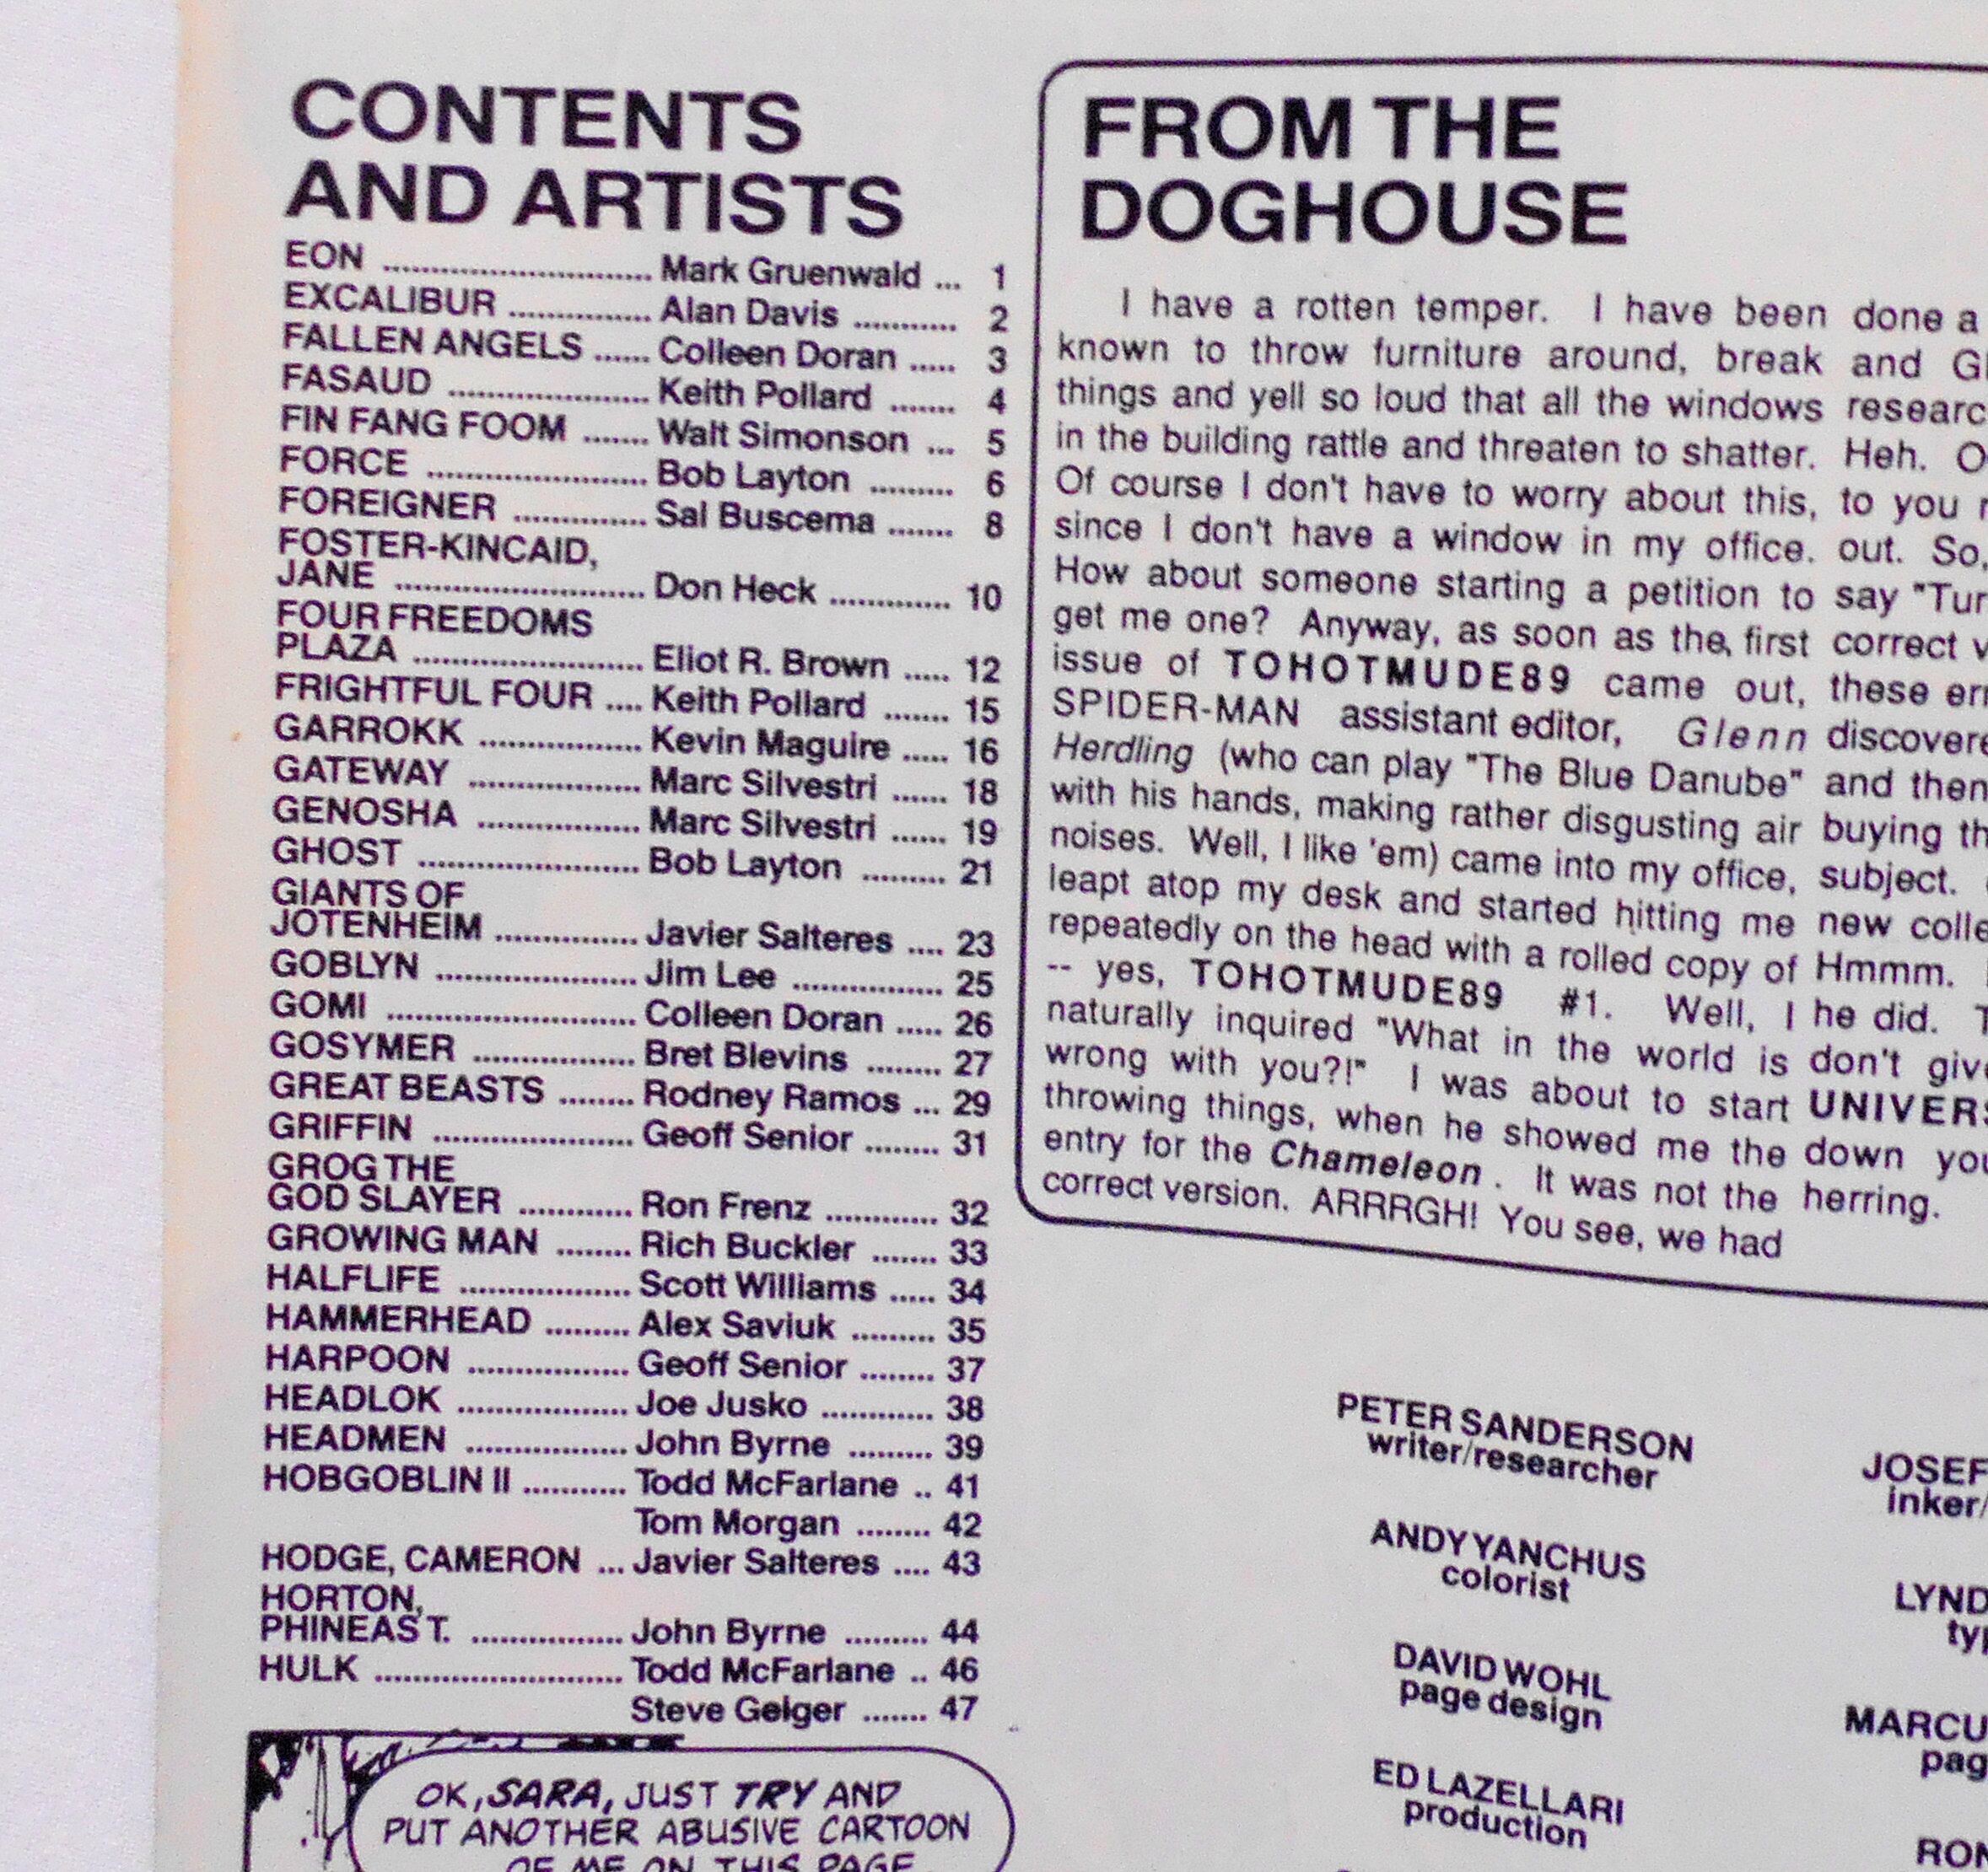 CONTENTS
AND ARTISTS
EON ............................ Mark Gruenwald ... 1
EXCALIBUR ............... Alan Davis ........... 2
FALLEN ANGELS ...... Colleen Doran ..... 3
FASAUD ..................... Keith Pollard ....... 4
FIN FANG FOOM ....... Walt Simonson ... 5
FORCE ....................... Bob Layton ......... 6
FOREIGNER .............. Sal Buscema ....... 8
FOSTER-KINCAID,
JANE .......................... Don Heck ............. 10
FOUR FREEDOMS
PLAZA ........................ Eliot R. Brown ..... 12
FRIGHTFUL FOUR .... Keith Pollard ....... 15
GARROKK ................. Kevin Maguire ..... 16
GATEWAY .................. Marc Silvestri ...... 18
GENOSHA ................. Marc Silvestri ...... 19
GHOST ....................... Bob Layton ......... 21
GIANTS OF
JOTENHEIM ............... Javier Salteres .... 23
GOBLYN ..................... Jim Lee ................ 25
GOMI .......................... Colleen Doran ..... 26
GOSYMER ................. Bret Blevins ........ 27
GREAT BEASTS ........ Rodney Ramos ... 29
GRIFFIN ..................... Geoff Senior ........ 31
GROG THE
GOD SLAYER ............ Ron Frenz ............ 32
GROWING MAN ........ Rich Buckler ....... 33
HALFLIFE .................. Scott Williams ..... 34
HAMMERHEAD ......... Alex Saviuk ......... 35
HARPOON ................. Geoff Senior ........ 37
HEADLOK .................. Joe Jusko ............ 38
HEADMEN ................. John Byrne ......... 39
HOBGOBLIN II ........... Todd McFarlane .. 41
Tom Morgan ........ 42
HODGE, CAMERON ... Javier Salteres .... 43
HORTON,
PHINEAS T. ................ John Byrne ......... 44
HULK .......................... Todd McFarlane .. 46
Steve Geiger ....... 47
OK, SARA, JUST TRY AND
PUT ANOTHER ABUSIVE CARTOON
OF ME ON THIS PAGE
FROM THE
DOGHOUSE
I have a rotten temper. I have been
known to throw furniture around, break
things and yell so loud that all the windows
in the building rattle and threaten to shatter. Heh.
Of course I don't have to worry about this,
since I don't have a window in my office.
How about someone starting a petition to
get me one? Anyway, as soon as the first
issue of TOHOTMUDE89 came out,
SPIDER-MAN assistant editor, Glenn
Herdling (who can play "The Blue Danube"
with his hands, making rather disgusting air
noises. Well, I like 'em) came into my office,
leapt atop my desk and started hitting me
repeatedly on the head with a rolled copy of
-- yes, TOHOTMUDE89 #1. Well, I
naturally inquired "What in the world is
wrong with you?!" I was about to start
throwing things, when he showed me the
entry for the Chameleon. It was not the
correct version. ARRRGH! You see, we had
done a
and
to you
out. So,
say "Tur
correct
these
and then
buying
subject.
new
Hmmm.
he did.
don't
down
herring.
PETER SANDERSON
writer/researcher
ANDY YANCHUS
colorist
DAVID WOHL
page design
ED LAZELLARI
production
JOSEF
inker/